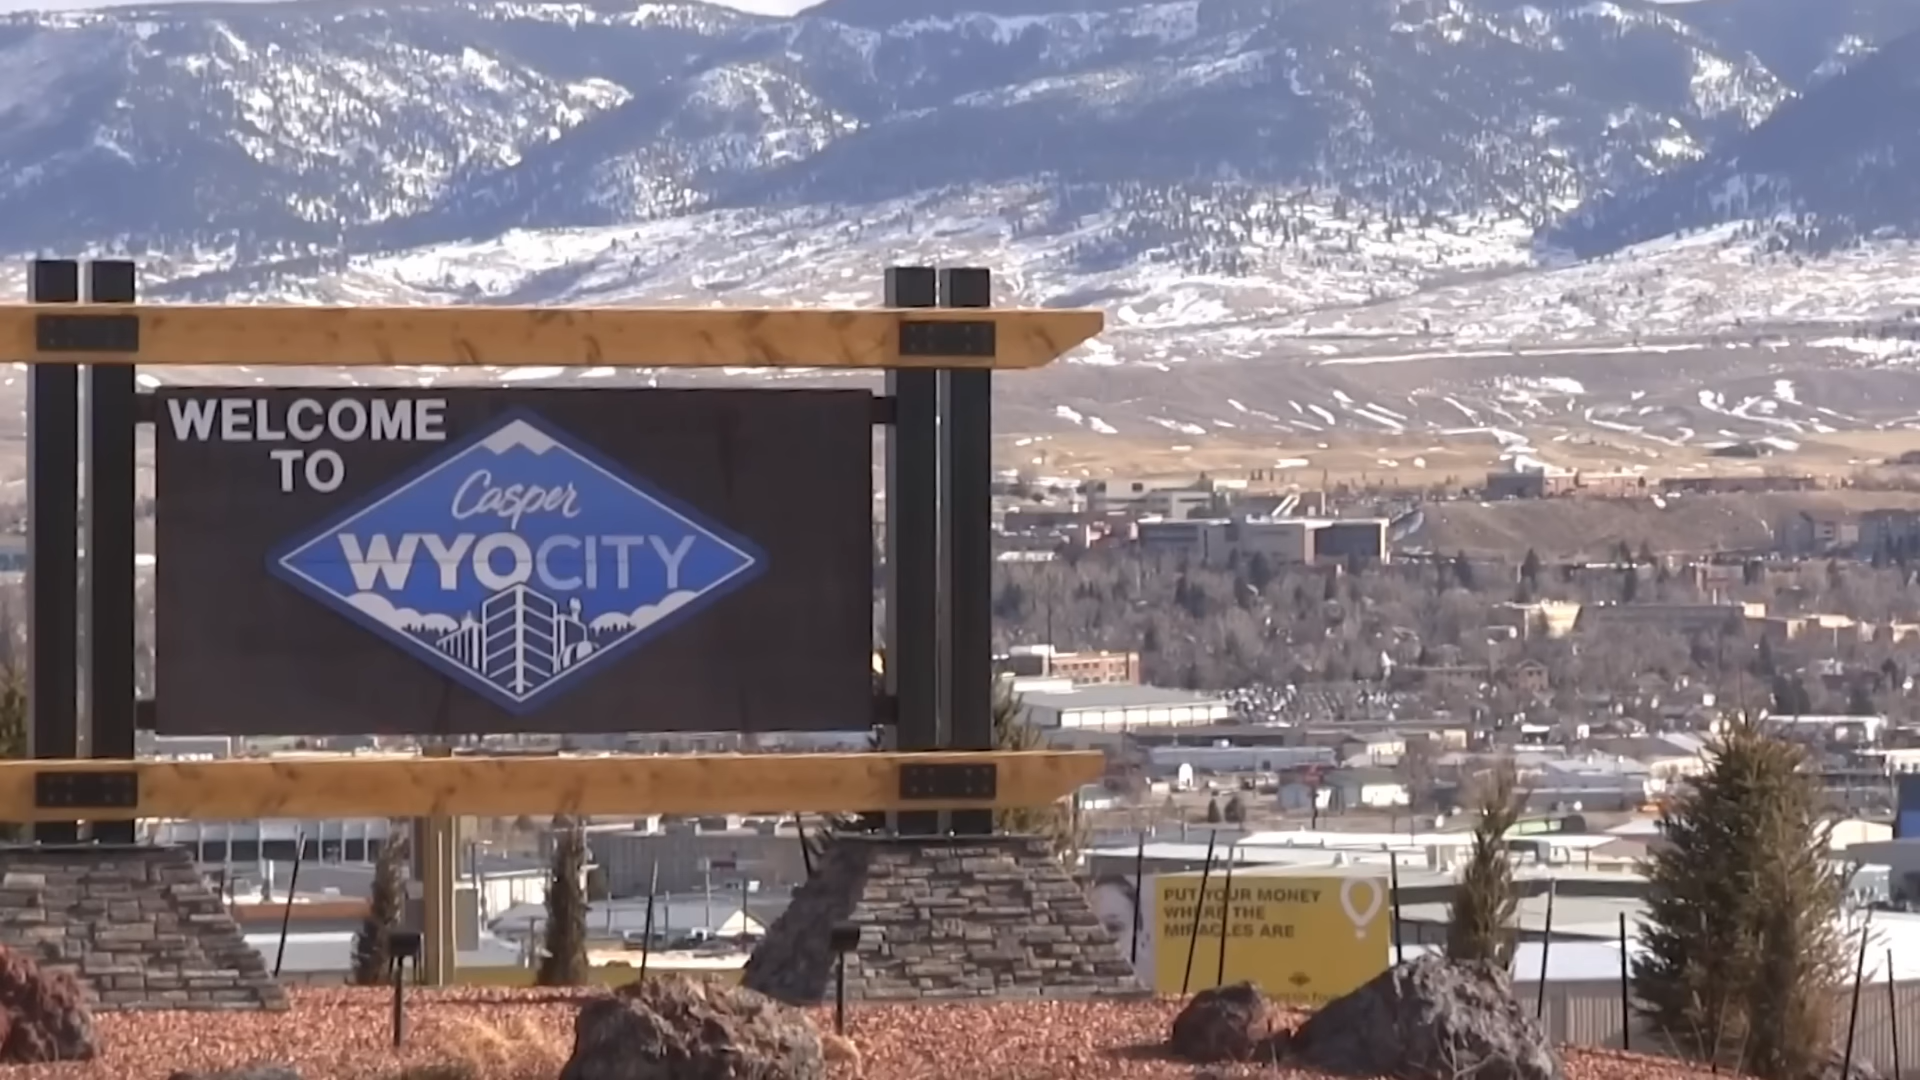 WELCOME
TO
Casper
WYOCITY
PUT YOUR MONEY
WHERE THE
MIRACLES ARE